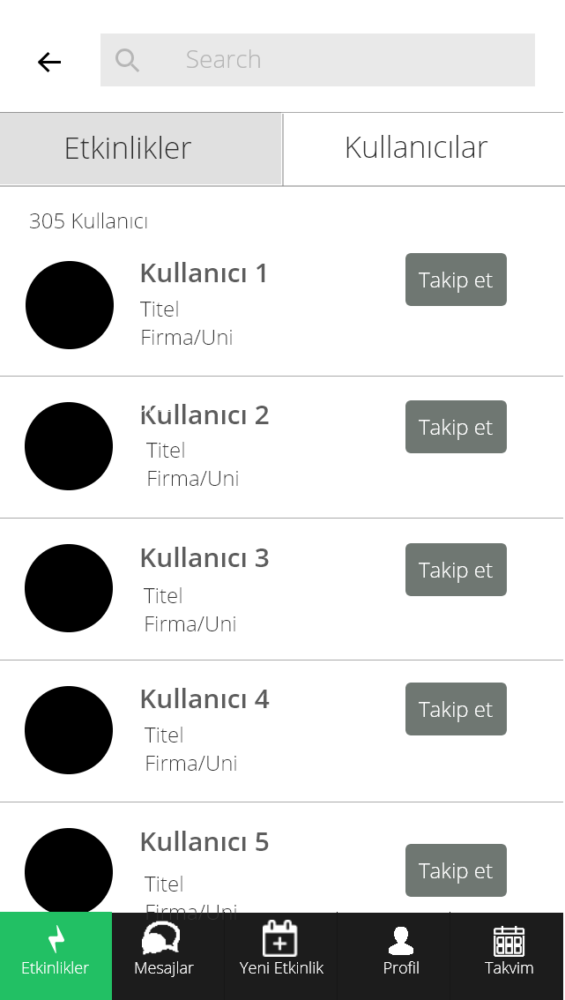 Search
Etkinlikler
Kullanıcılar
305 Kullanıcı
Kullanıcı 1
Takip et
Titel
Firma/Uni
Kullanıcı 2
Takip et
Titel
Firma/Uni
Kullanıcı 3
Takip et
Titel
Firma/Uni
Kullanıcı 4
Takip et
Titel
Firma/Uni
Kullanıcı 5
Takip et
Titel
Firma/Uni
Etkinlikler
Mesajlar
Yeni Etkinlik
Profil
Takvim